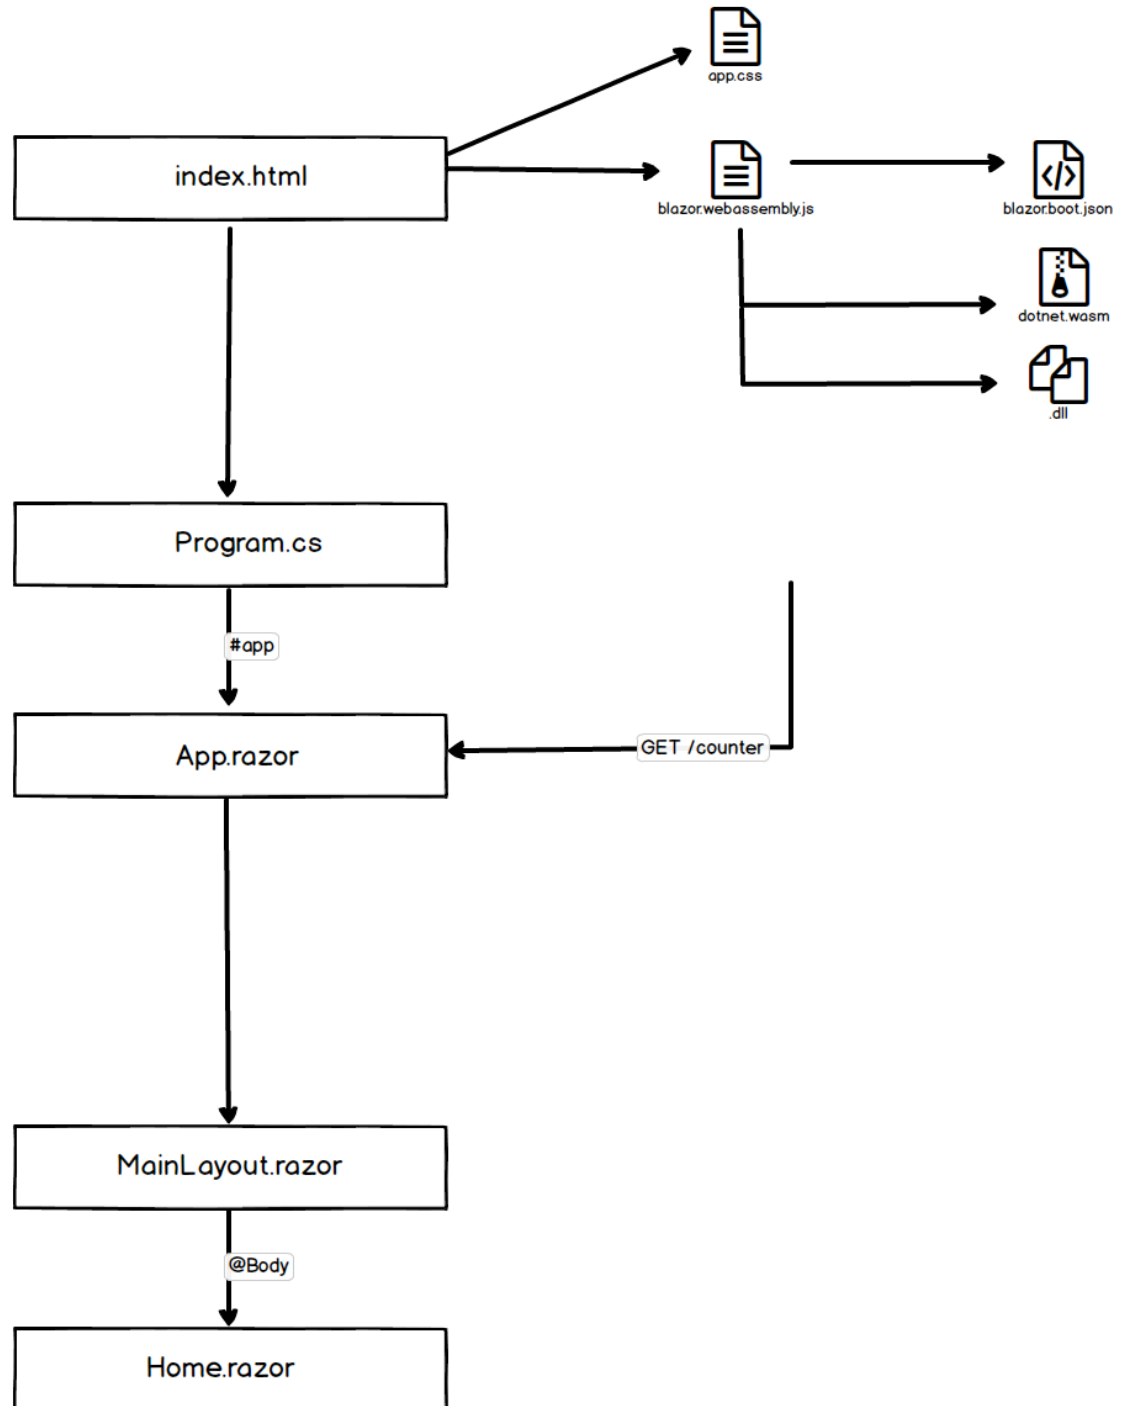 app.css
index.html
blazor.webassembly.js
blazor.boot.json
dotnet.wasm
.dll
Program.cs
#app
App.razor
GET /counter
MainLayout.razor
@Body
Home.razor